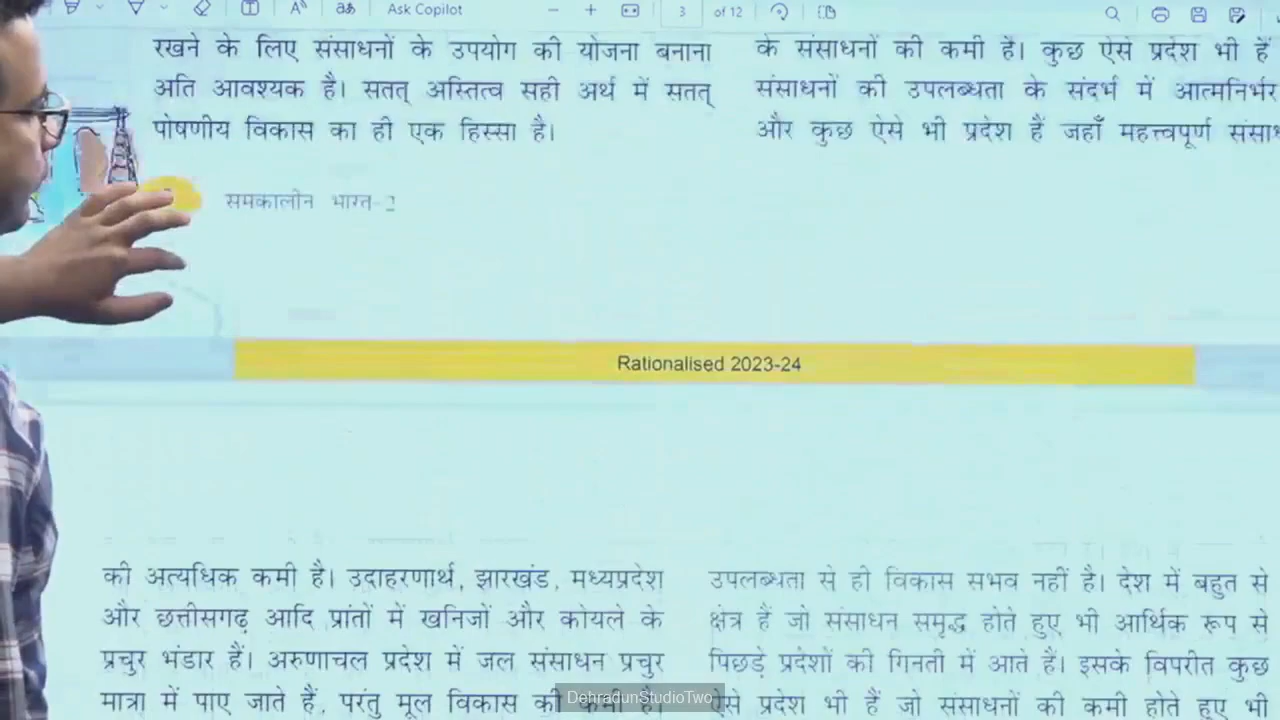 Ask Copilot
3 of 12
रखने के लिए संसाधनों के उपयोग की योजना बनाना
अति आवश्यक है। सतत् अस्तित्व सही अर्थ में सतत्
पोषणीय विकास का ही एक हिस्सा है।
के संसाधनों की कमी है। कुछ ऐसे प्रदेश भी हैं
संसाधनों की उपलब्धता के संदर्भ में आत्मनिर्भर
और कुछ ऐसे भी प्रदेश हैं जहाँ महत्त्वपूर्ण
समकालीन भारत-2
Rationalised 2023-24
की अत्यधिक कमी है। उदाहरणार्थ, झारखंड, मध्यप्रदेश
और छत्तीसगढ़ आदि प्रांतों में खनिजों और कोयले के
प्रचुर भंडार हैं। अरुणाचल प्रदेश में जल संसाधन प्रचुर
मात्रा में पाए जाते हैं, परंतु मूल विकास की कमी है।
उपलब्धता से ही विकास संभव नहीं है। देश में बहुत से
क्षेत्र हैं जो संसाधन समृद्ध होते हुए भी आर्थिक रूप से
पिछड़े प्रदेशों की गिनती में आते हैं। इसके विपरीत कुछ
ऐसे प्रदेश भी हैं जो संसाधनों की कमी होते हुए भी
DehradunStudioTwo